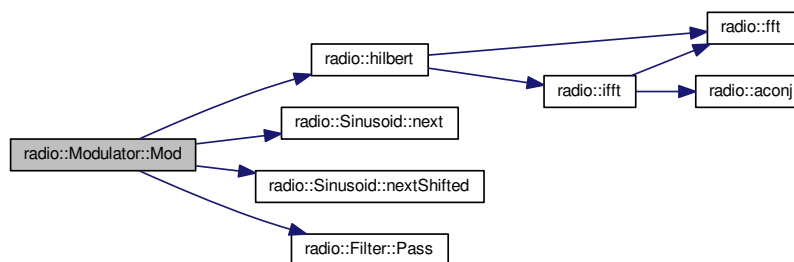 radio::fft
radio::hilbert
radio::ifft
radio::aconj
radio::Sinusoid::next
radio::Modulator::Mod
radio::Sinusoid::nextShifted
radio::Filter::Pass